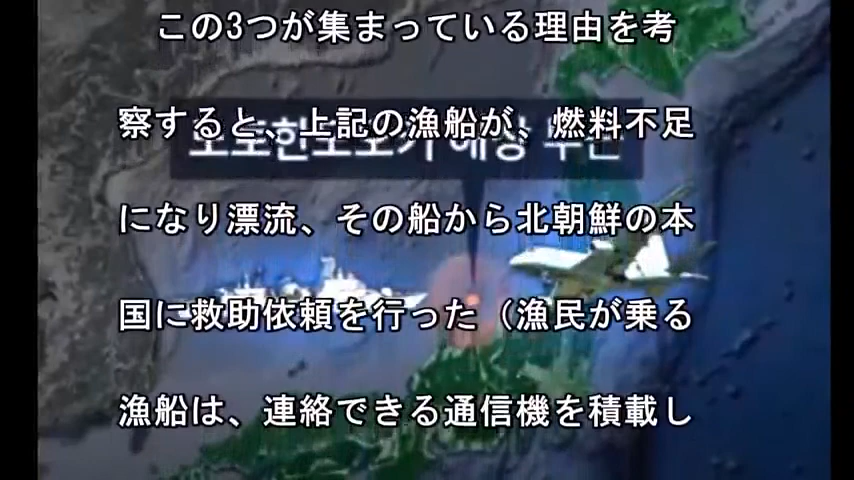 この3つが集まっている理由を考
察すると、上記の漁船が、燃料不足
になり漂流、その船から北朝鮮の本
国に救助依頼を行った（漁民が乗る
漁船は、連絡できる通信機を積載し